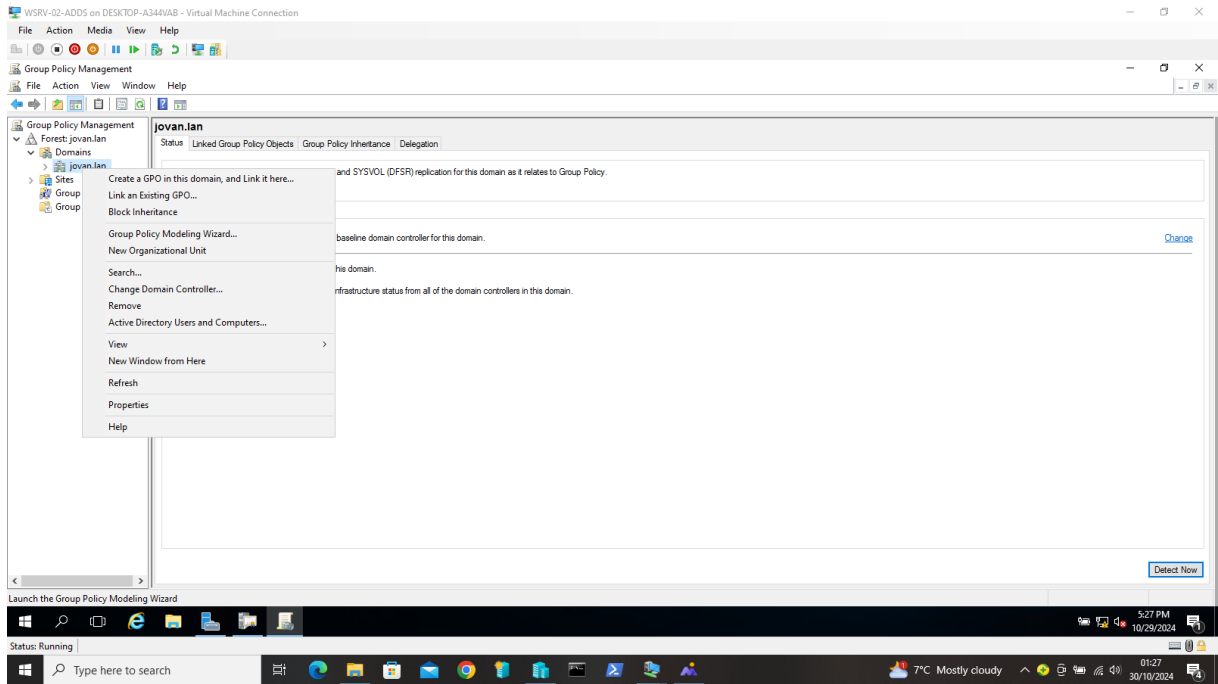 WSRV-02-ADDS on DESKTOP-A344VAB - Virtual Machine Connection
File Action Media View Help
Group Policy Management
File Action View Window Help
Group Policy Management
Forest: jovan.lan
Domains
jovan.lan
Sites
Group
Group
jovan.lan
Status Linked Group Policy Objects Group Policy Inheritance Delegation
and SYSVOL (DFSR) replication for this domain as it relates to Group Policy.
baseline domain controller for this domain.
Change
his domain.
nfrastructure status from all of the domain controllers in this domain.
Create a GPO in this domain, and Link it here...
Link an Existing GPO...
Block Inheritance
Group Policy Modeling Wizard...
New Organizational Unit
Search...
Change Domain Controller...
Remove
Active Directory Users and Computers...
View
New Window from Here
Refresh
Properties
Help
Detect Now
Launch the Group Policy Modeling Wizard
5:27 PM
10/29/2024
1
Status: Running
Type here to search
7°C Mostly cloudy
01:27
30/10/2024
4